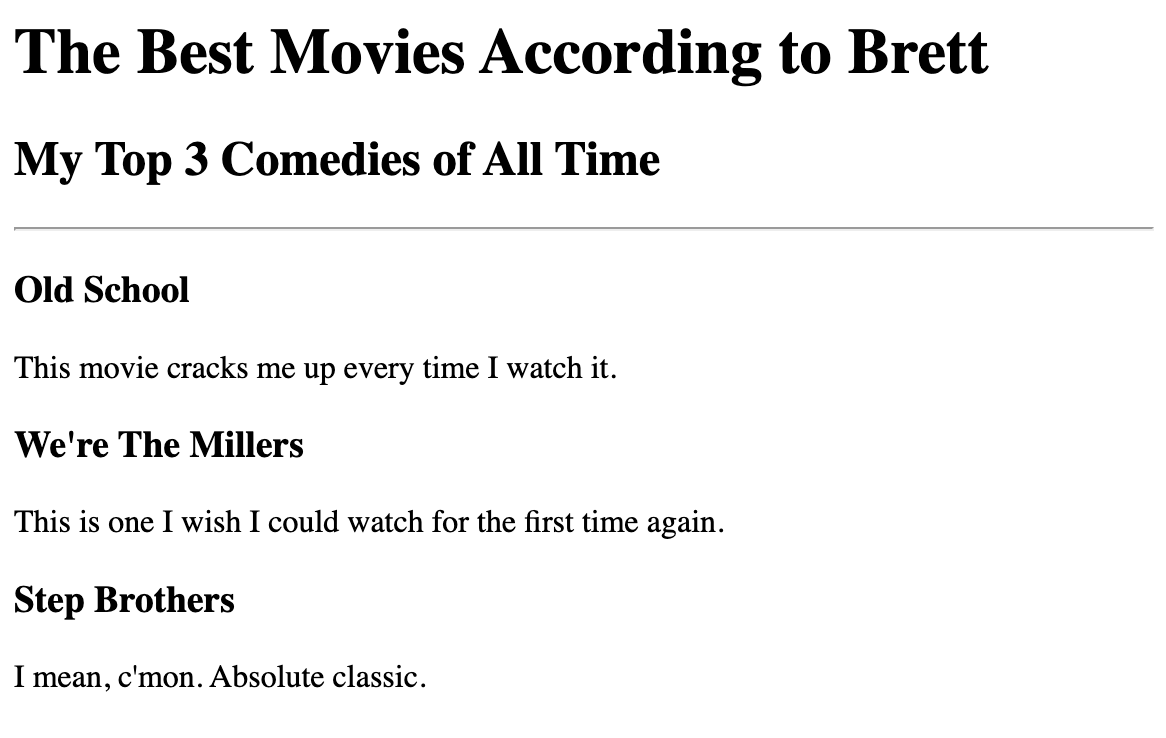 The Best Movies According to Brett
My Top 3 Comedies of All Time
Old School
This movie cracks me up every time I watch it.
We're The Millers
This is one I wish I could watch for the first time again.
Step Brothers
I mean, c'mon. Absolute classic.